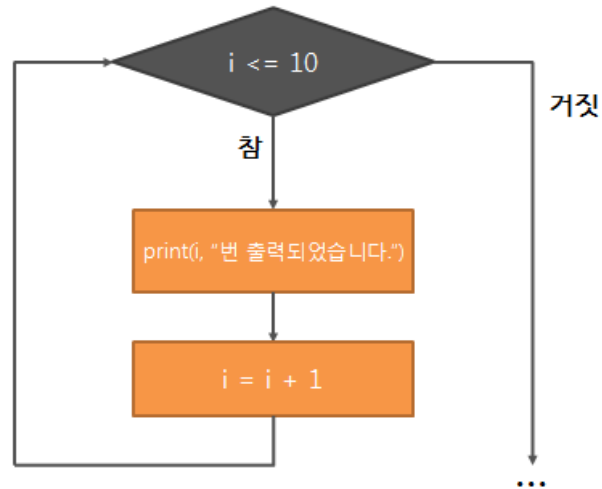 i <= 10
거짓
참
print(i, "번 출력되었습니다.")
i = i + 1
...